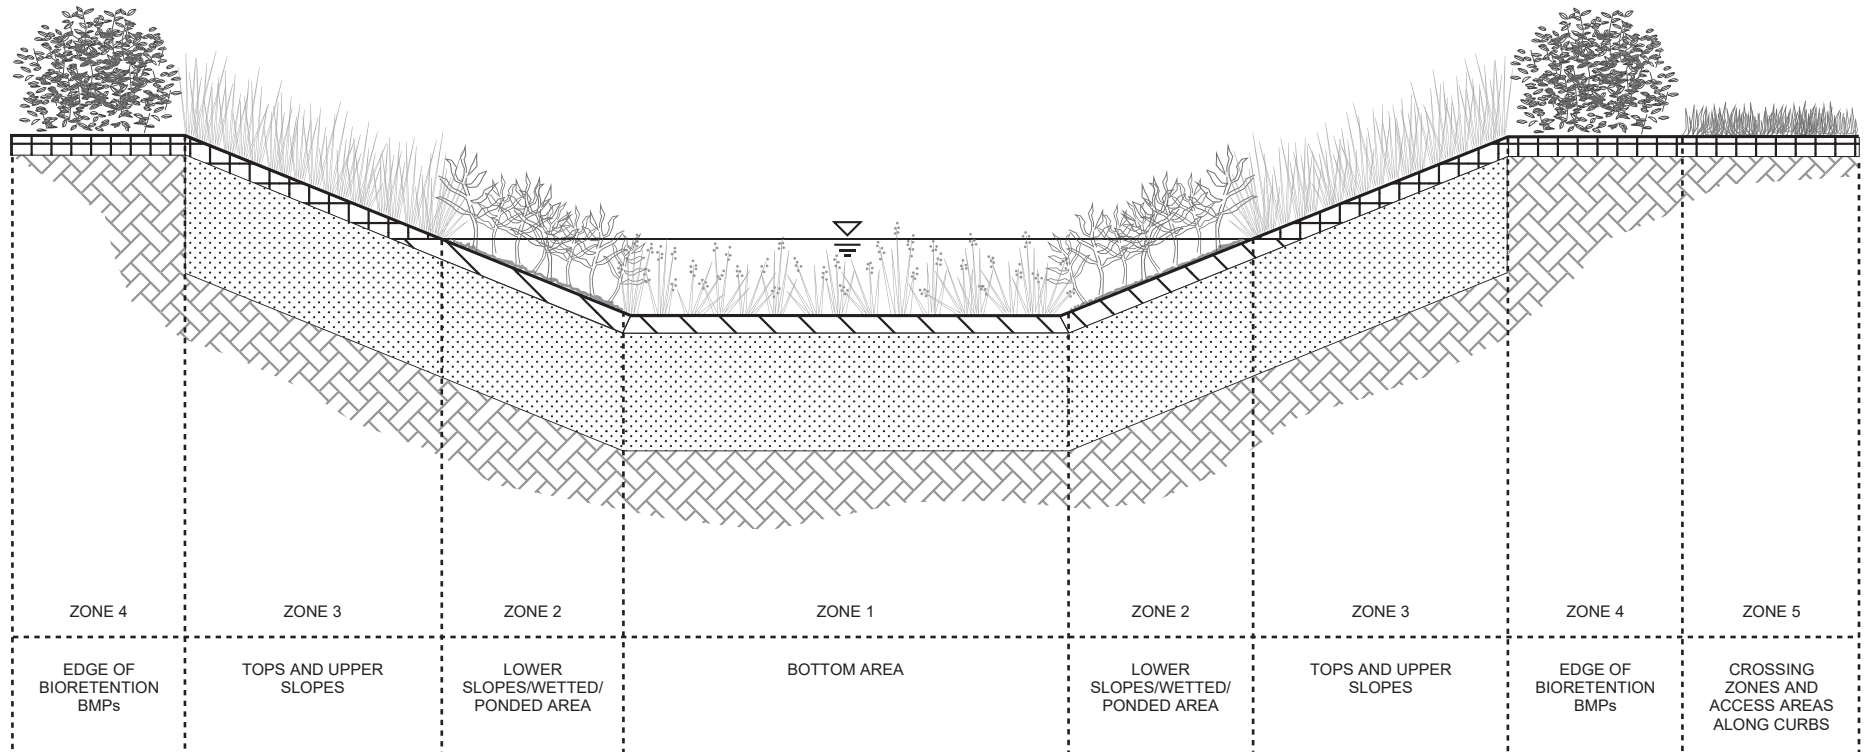 ZONE 4
ZONE 3
ZONE 2
ZONE 1
ZONE 2
ZONE 3
ZONE 4
ZONE 5
EDGE OF
BIORETENTION
BMPs
TOPS AND UPPER
SLOPES
LOWER
SLOPES/WETTED/
PONDED AREA
BOTTOM AREA
LOWER
SLOPES/WETTED/
PONDED AREA
TOPS AND UPPER
SLOPES
EDGE OF
BIORETENTION
BMPs
CROSSING
ZONES AND
ACCESS AREAS
ALONG CURBS